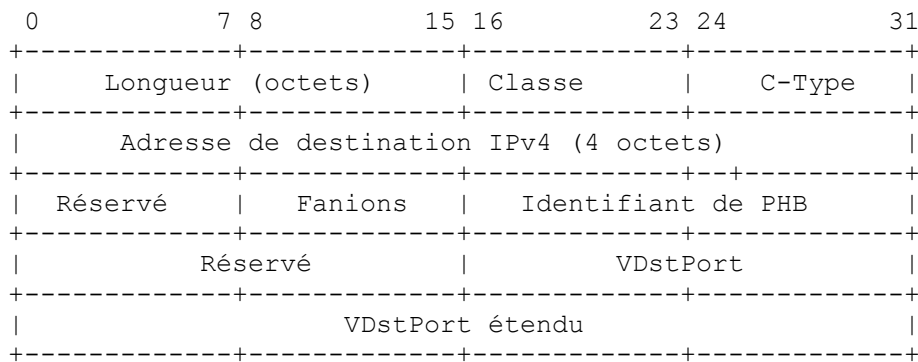 0 7 8 15 16 23 24 31
+-------------+-------------+-------------+-------------+
| Longueur (octets) | Classe | C-Type |
+-------------+-------------+-------------+-------------+
| Adresse de destination IPv4 (4 octets) |
+-------------+-------------+-------------+--+----------+
| Réservé | Fanions | Identifiant de PHB |
+-------------+-------------+-------------+-------------+
| Réservé | VDstPort |
+-------------+-------------+-------------+-------------+
| VDstPort étendu |
+-------------+-------------+-------------+-------------+